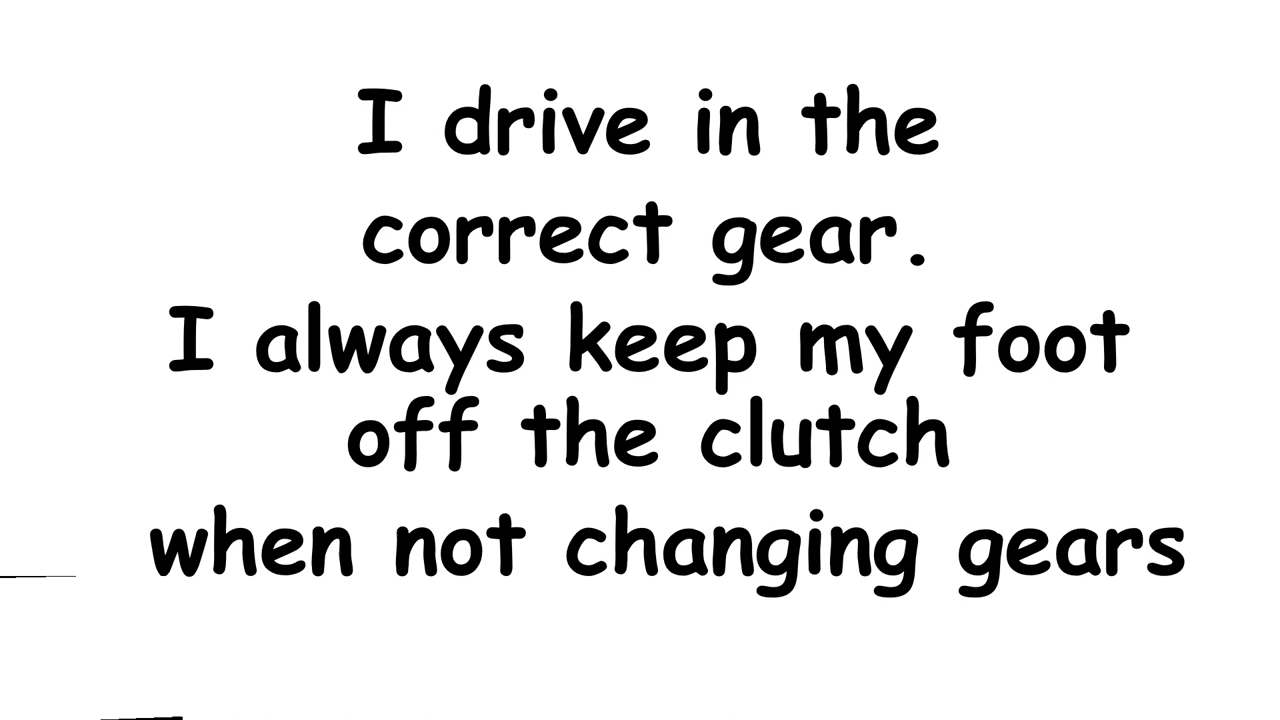 I drive in the
correct gear.
I always keep my foot
off the clutch
when not changing gears